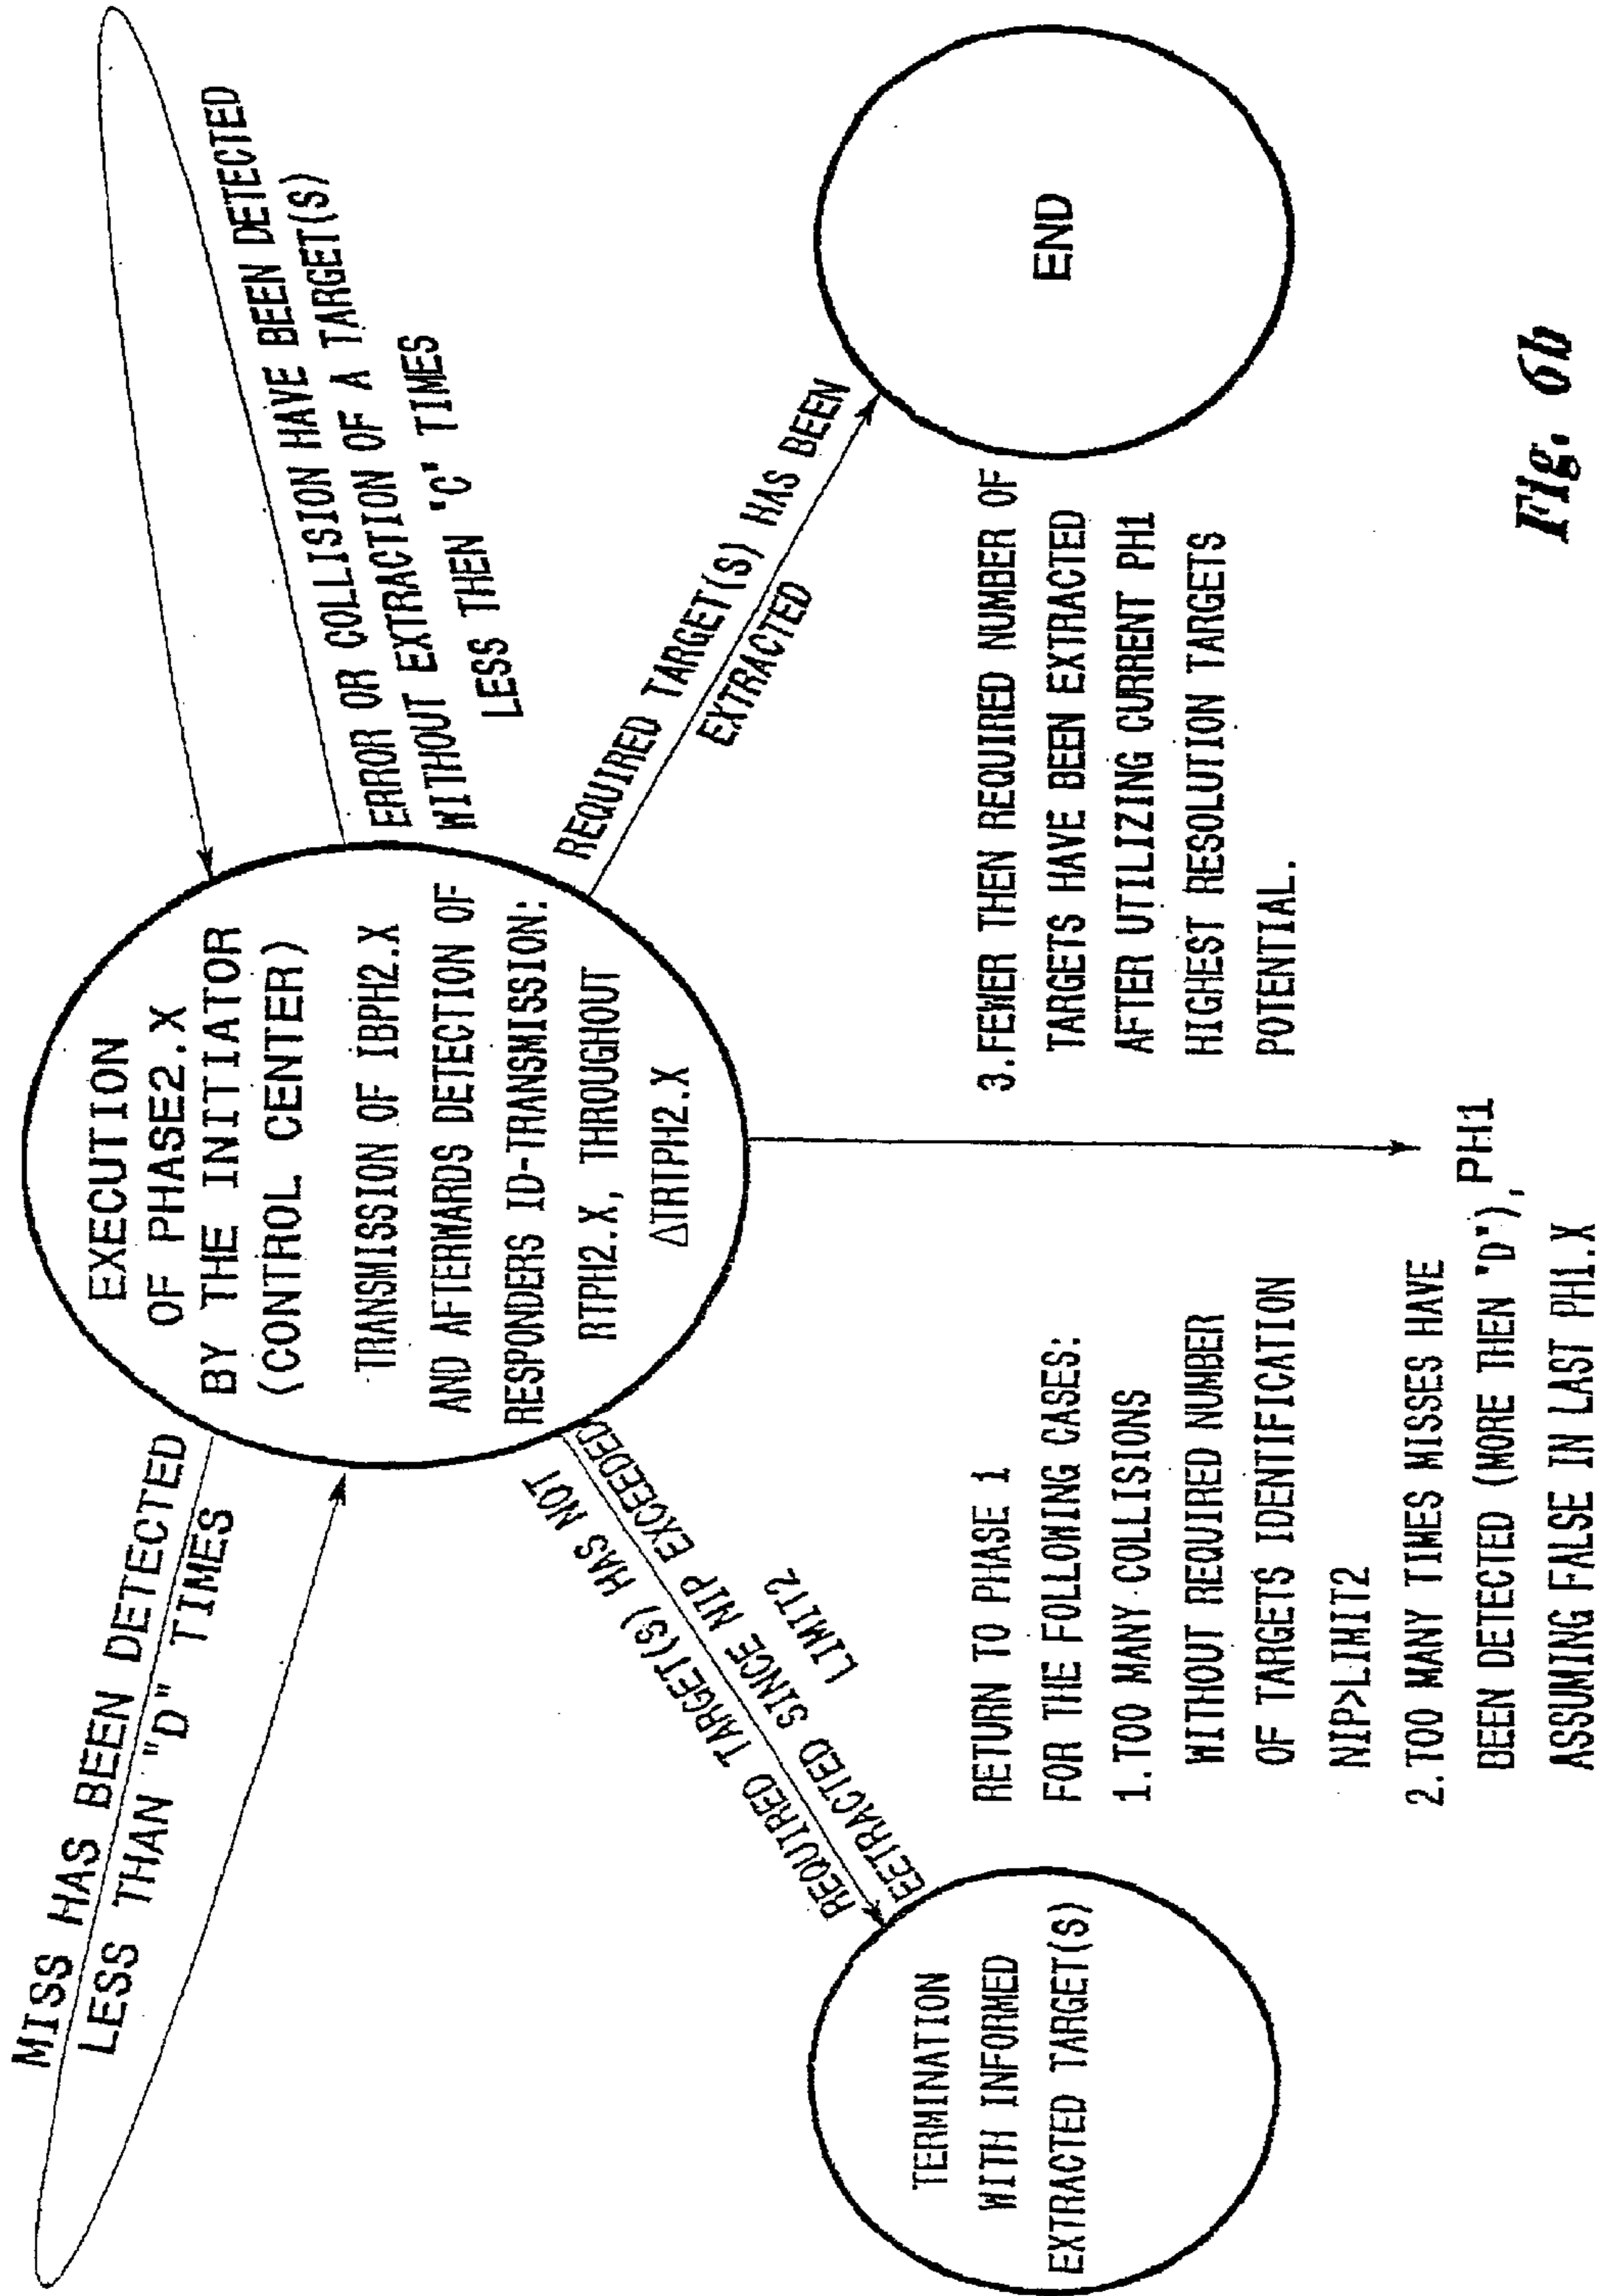 MISS HAS BEEN DETECTED
LESS THAN "D" TIMES
EXECUTION
OF PHASE2.X
BY THE INITIATOR
(CONTROL CENTER)
TRANSMISSION OF IBPH2.X
AND AFTERWARDS DETECTION OF
RESPONDERS ID-TRANSMISSION:
RTPH2.X, THROUGHOUT
ΔTRTPH2.X
ERROR OR COLLISION HAVE BEEN DETECTED
WITHOUT EXTRACTION OF A TARGET(S)
LESS THEN "C" TIMES
REQUIRED TARGET(S) HAS NOT
EETRACTED SINCE NIP EXCEEDED
LIMIT2
REQUIRED TARGET(S) HAS BEEN
EXTRACTED
TERMINATION
WITH INFORMED
EXTRACTED TARGET(S)
END
RETURN TO PHASE 1
FOR THE FOLLOWING CASES:
1.TOO MANY COLLISIONS
WITHOUT REQUIRED NUMBER
OF TARGETS IDENTIFICATION
NIP>LIMIT2
2.TOO MANY TIMES MISSES HAVE
BEEN DETECTED (MORE THEN "D"),
ASSUMING FALSE IN LAST PH1.X
PH1
3.FEWER THEN REQUIRED NUMBER OF
TARGETS HAVE BEEN EXTRACTED
AFTER UTILIZING CURRENT PH1
HIGHEST RESOLUTION TARGETS
POTENTIAL.
Fig. 6b